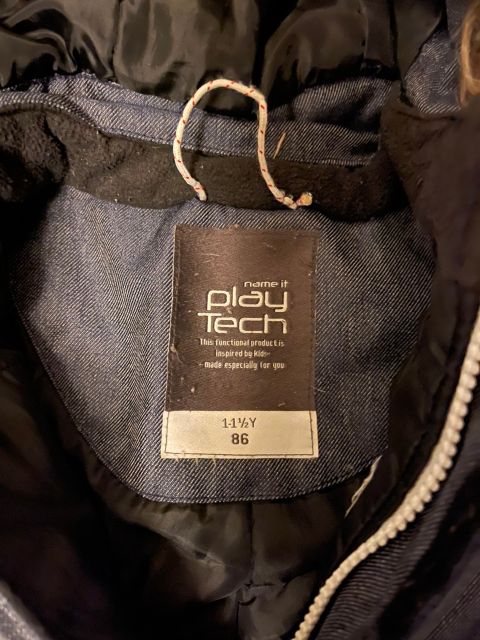 name it
play
Tech
This functional product is
inspired by kids-
-made especially for you
1-1½Y
86